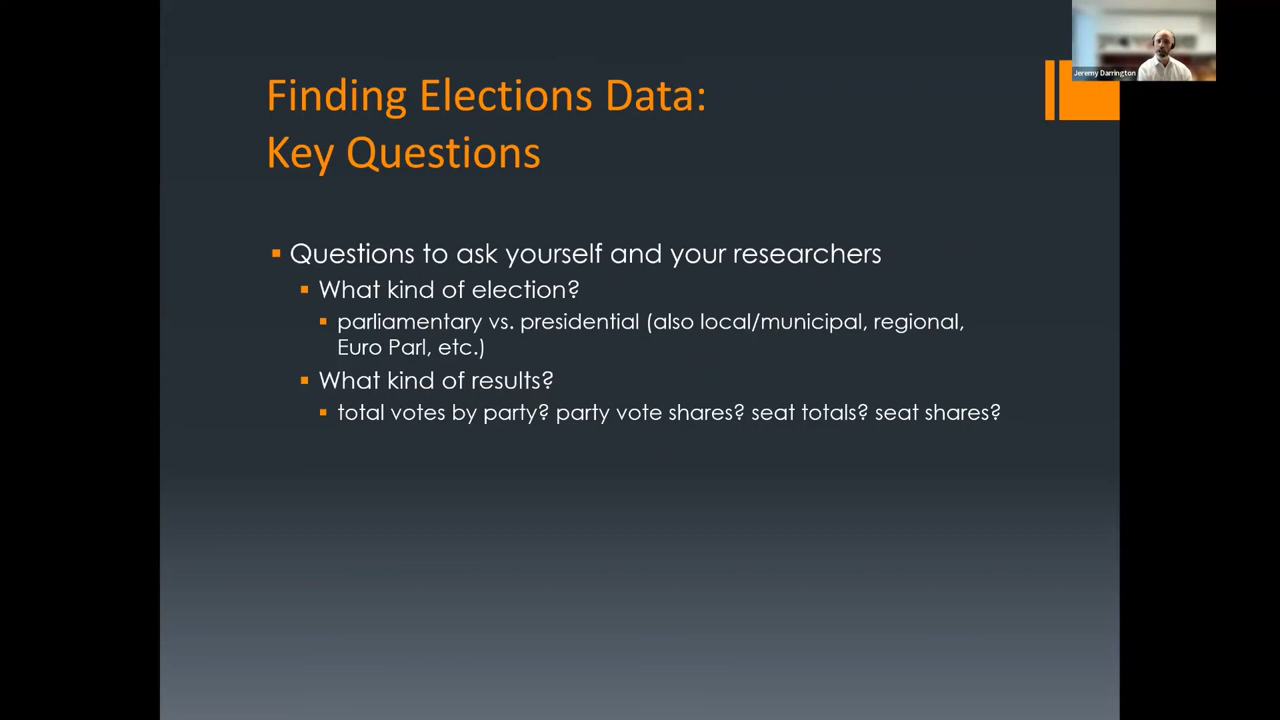 Jeremy Darrington
Finding Elections Data:
Key Questions
Questions to ask yourself and your researchers
What kind of election?
parliamentary vs. presidential (also local/municipal, regional,
Euro Parl, etc.)
What kind of results?
total votes by party? party vote shares? seat totals? seat shares?